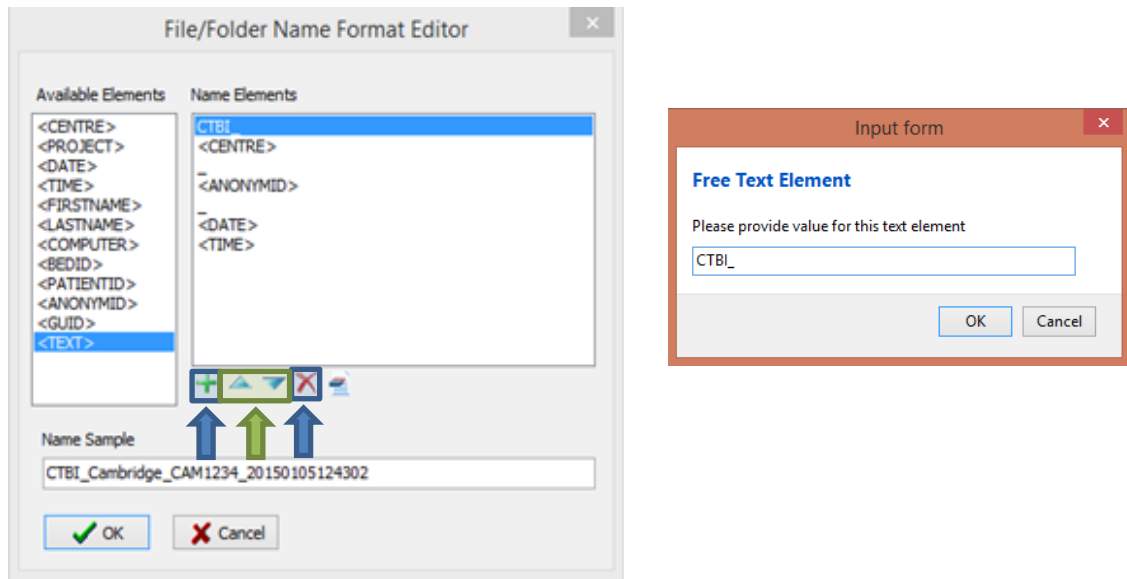 File/Folder Name Format Editor
Available Elements
<CENTRE>
<PROJECT>
<DATE>
<TIME>
<FIRSTNAME>
<LASTNAME>
<COMPUTER>
<BEDID>
<PATIENTID>
<ANONYMID>
<GUID>
<TEXT>
Name Elements
CTBI_
<CENTRE>
_
<ANONYMID>
_
<DATE>
<TIME>
Name Sample
CTBI_Cambridge_CAM1234_20150105124302
OK
Cancel
Input form
Free Text Element
Please provide value for this text element
CTBI_
OK
Cancel